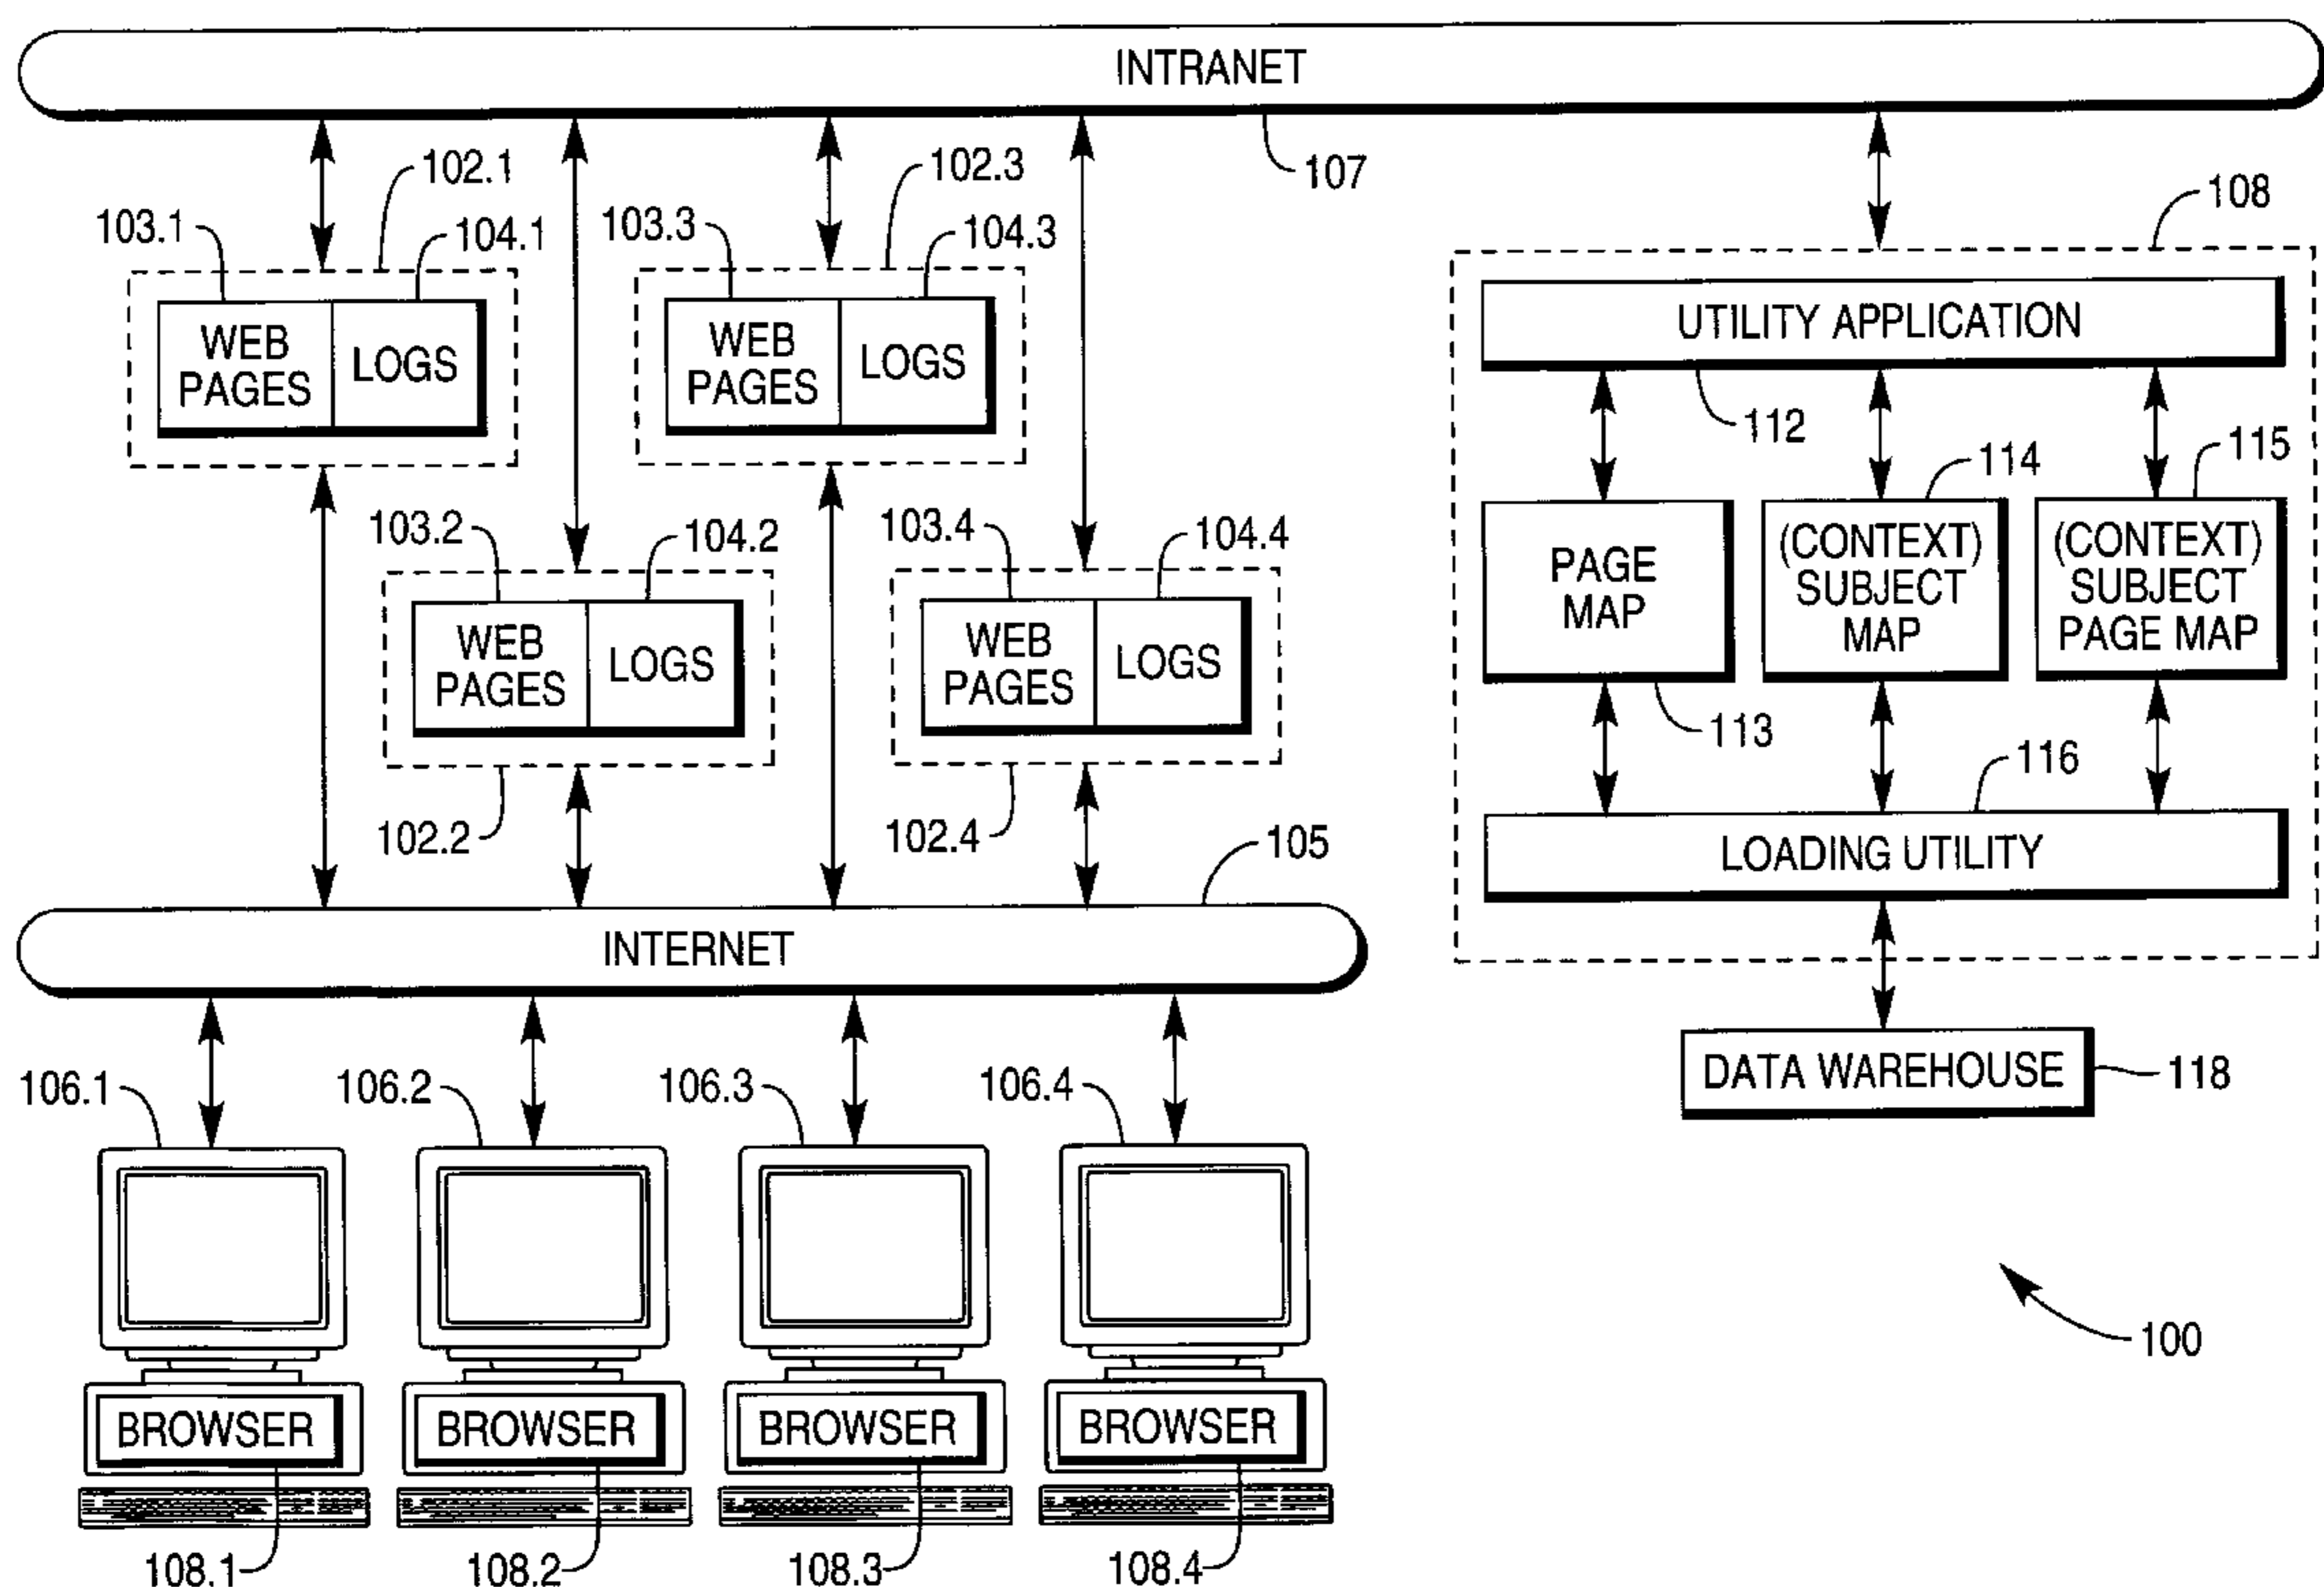 INTRANET
107
102.1
102.3
103.1
104.1
103.3
104.3
108
WEB
PAGES
LOGS
WEB
PAGES
LOGS
UTILITY APPLICATION
112
114
115
103.2
104.2
103.4
104.4
WEB
PAGES
LOGS
WEB
PAGES
LOGS
PAGE
MAP
(CONTEXT)
SUBJECT
MAP
(CONTEXT)
SUBJECT
PAGE MAP
113
116
102.2
102.4
105
LOADING UTILITY
INTERNET
106.1
106.2
106.3
106.4
DATA WAREHOUSE
118
100
BROWSER
BROWSER
BROWSER
BROWSER
108.1
108.2
108.3
108.4